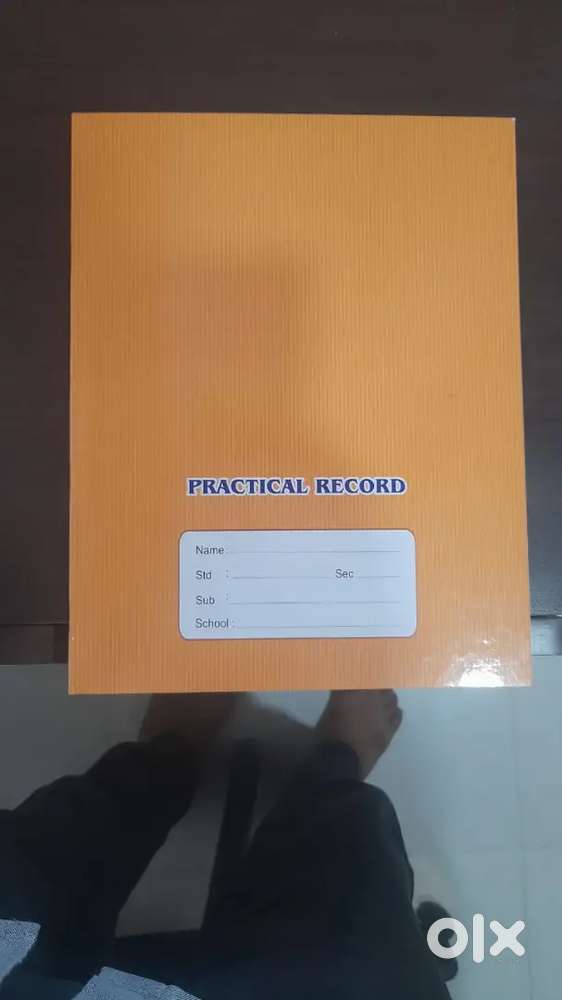 PRACTICAL RECORD
Name:
Std : Sec
Sub :
School :
olx